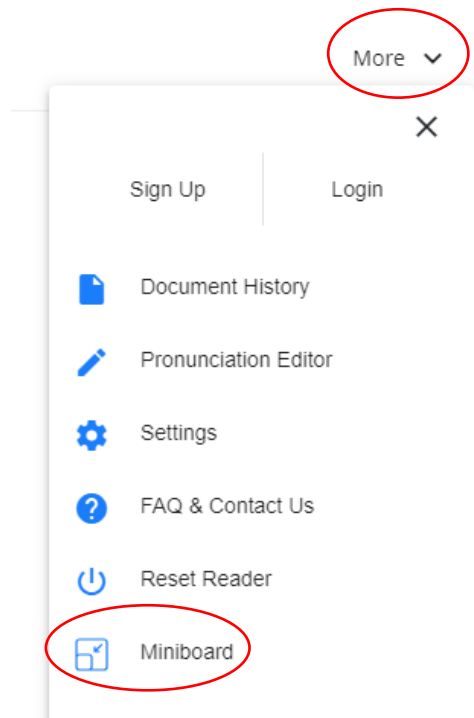 More
Sign Up Login
Document History
Pronunciation Editor
Settings
FAQ & Contact Us
Reset Reader
Miniboard